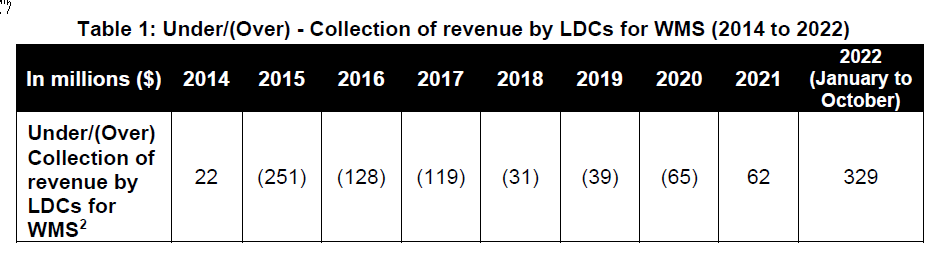 Table 1: Under/(Over) - Collection of revenue by LDCs for WMS (2014 to 2022)
In millions ($) 2014 2015 2016 2017 2018 2019 2020 2021 2022 (January to October)
Under/(Over)
Collection of
revenue by
LDCs for
WMS²
22 (251) (128) (119) (31) (39) (65) 62 329